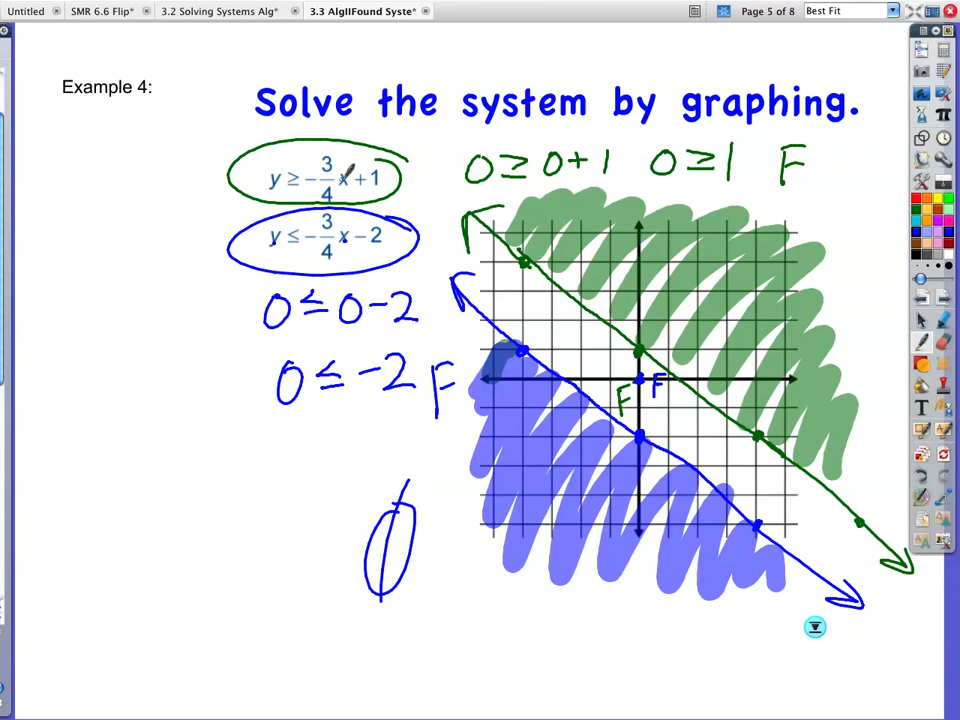 Untitled
SMR 6.6 Flip*
3.2 Solving Systems Alg*
3.3 AlgIIFound Syste*
Page 5 of 8
Best Fit
Example 4:
Solve the system by graphing.
y ≥ -3/4 x + 1
0 ≥ 0 + 1 0 ≥ 1 F
y ≤ -3/4 x - 2
0 ≤ 0 - 2
0 ≤ -2 F
F
F
∅